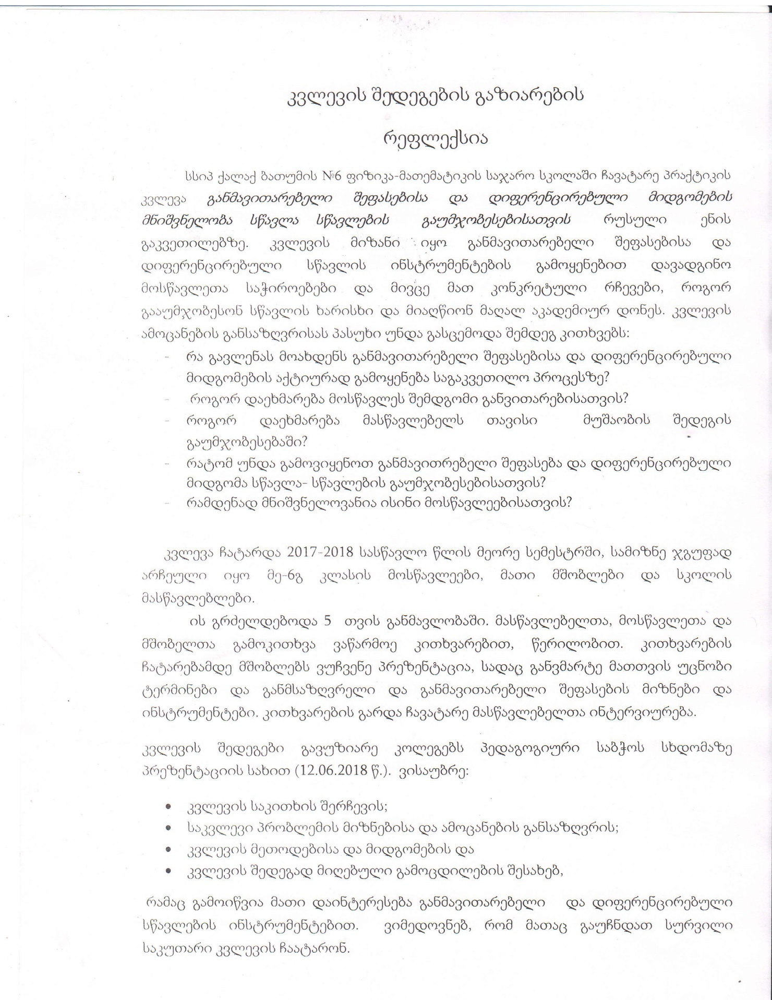 კვლევის შედეგების გაზიარების
რეფლექსია
სსიპ ქალაქ ბათუმის №6 ფიზიკა-მათემატიკის საჯარო სკოლაში ჩავატარე პრაქტიკის
კვლევა განმავითარებელი შეფასებისა და დიფერენცირებული მიდგომების
მნიშვნელობა სწავლა სწავლების გაუმჯობესებისათვის რუსული ენის
გაკვეთილებზე. კვლევის მიზანი იყო განმავითარებელი შეფასებისა და
დიფერენცირებული სწავლის ინსტრუმენტების გამოყენებით დავადგინო
მოსწავლეთა საჭიროებები და მივცე მათ კონკრეტული რჩევები, როგორ
გააუმჯობესონ სწავლის ხარისხი და მიაღწიონ მაღალ აკადემიურ დონეს. კვლევის
ამოცანების განსაზღვრისას პასუხი უნდა გასცემოდა შემდეგ კითხვებს:
- რა გავლენას მოახდენს განმავითარებელი შეფასებისა და დიფერენცირებული
მიდგომების აქტიურად გამოყენება საგაკვეთილო პროცესზე?
- როგორ დაეხმარება მოსწავლეს შემდგომი განვითარებისათვის?
- როგორ დაეხმარება მასწავლებელს თავისი მუშაობის შედეგის
გაუმჯობესებაში?
- რატომ უნდა გამოვიყენოთ განმავითრებელი შეფასება და დიფერენცირებული
მიდგომა სწავლა- სწავლების გაუმჯობესებისათვის?
- რამდენად მნიშვნელოვანია ისინი მოსწავლეებისათვის?
კვლევა ჩატარდა 2017-2018 სასწავლო წლის მეორე სემესტრში, სამიზნე ჯგუფად
არჩეული იყო მე-6გ კლასის მოსწავლეები, მათი მშობლები და სკოლის
მასწავლებლები.
ის გრძელდებოდა 5 თვის განმავლობაში. მასწავლებელთა, მოსწავლეთა და
მშობელთა გამოკითხვა ვაწარმოე კითხვარებით, წერილობით. კითხვარების
ჩატარებამდე მშობლებს ვუჩვენე პრეზენტაცია, სადაც განვმარტე მათთვის უცნობი
ტერმინები და განმსაზღვრელი და განმავითარებელი შეფასების მიზნები და
ინსტრუმენტები. კითხვარების გარდა ჩავატარე მასწავლებელთა ინტერვიურება.
კვლევის შედეგები გავუზიარე კოლეგებს პედაგოგიური საბჭოს სხდომაზე
პრეზენტაციის სახით (12.06.2018 წ.). ვისაუბრე:
• კვლევის საკითხის შერჩევის;
• საკვლევი პრობლემის მიზნებისა და ამოცანების განსაზღვრის;
• კვლევის მეთოდებისა და მიდგომების და
• კვლევის შედეგად მიღებული გამოცდილების შესახებ,
რამაც გამოიწვია მათი დაინტერესება განმავითარებელი და დიფერენცირებული
სწავლების ინსტრუმენტებით. ვიმედოვნებ, რომ მათაც გაუჩნდათ სურვილი
საკუთარი კვლევის ჩაატარონ.